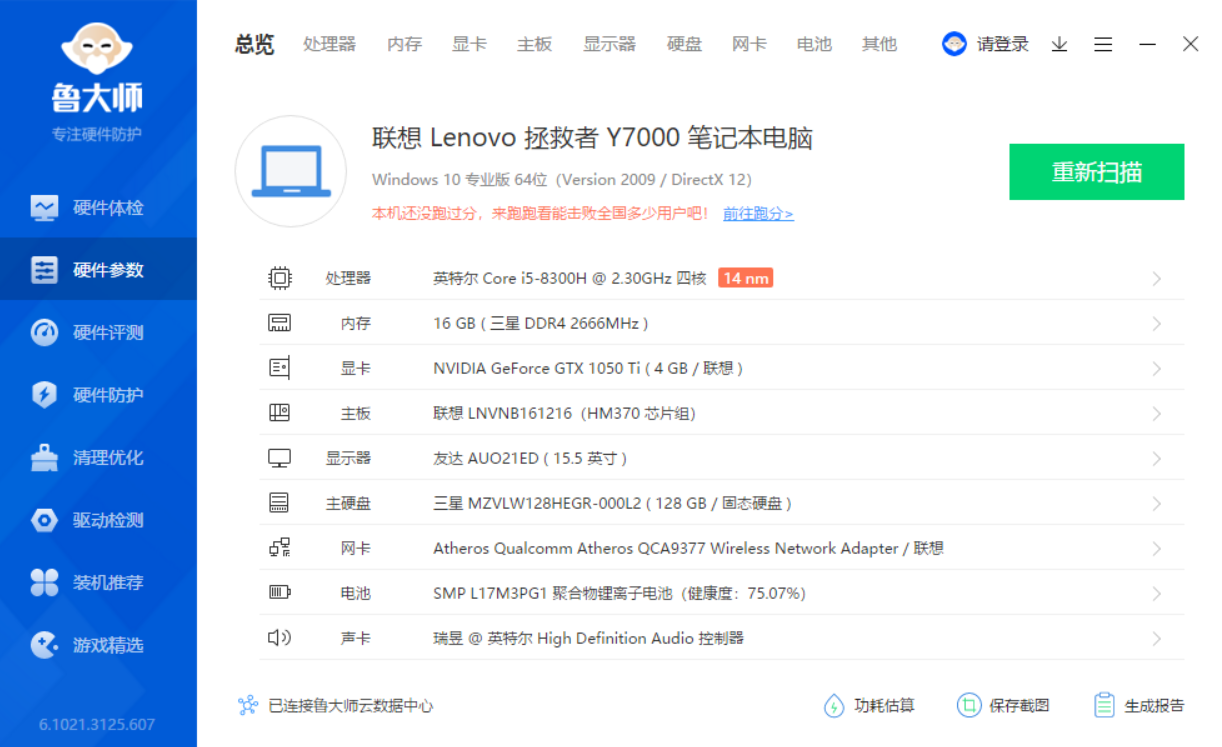 鲁大师
专注硬件防护
硬件体检
硬件参数
硬件评测
硬件防护
清理优化
驱动检测
装机推荐
游戏精选
6.1021.3125.607
总览 处理器 内存 显卡 主板 显示器 硬盘 网卡 电池 其他 请登录
联想 Lenovo 拯救者 Y7000 笔记本电脑
Windows 10 专业版 64位（Version 2009 / DirectX 12）
本机还没跑过分，来跑跑看能击败全国多少用户吧！ 前往跑分>
重新扫描
处理器 英特尔 Core i5-8300H @ 2.30GHz 四核 14 nm
内存 16 GB ( 三星 DDR4 2666MHz )
显卡 NVIDIA GeForce GTX 1050 Ti ( 4 GB / 联想 )
主板 联想 LNVNB161216（HM370 芯片组）
显示器 友达 AUO21ED ( 15.5 英寸 )
主硬盘 三星 MZVLW128HEGR-000L2 ( 128 GB / 固态硬盘 )
网卡 Atheros Qualcomm Atheros QCA9377 Wireless Network Adapter / 联想
电池 SMP L17M3PG1 聚合物锂离子电池（健康度：75.07%）
声卡 瑞昱 @ 英特尔 High Definition Audio 控制器
已连接鲁大师云数据中心 功耗估算 保存截图 生成报告